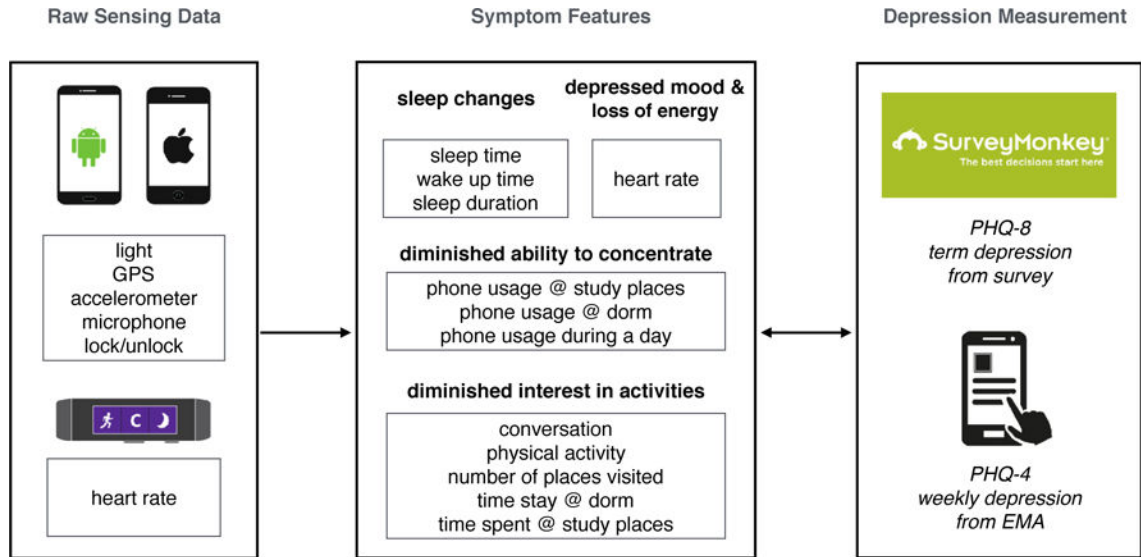 Raw Sensing Data
Symptom Features
Depression Measurement
light
GPS
accelerometer
microphone
lock/unlock
C
heart rate
sleep changes
depressed mood &
loss of energy
sleep time
wake up time
sleep duration
heart rate
diminished ability to concentrate
phone usage @ study places
phone usage @ dorm
phone usage during a day
diminished interest in activities
conversation
physical activity
number of places visited
time stay @ dorm
time spent @ study places
SurveyMonkey®
The best decisions start here
PHQ-8
term depression
from survey
PHQ-4
weekly depression
from EMA